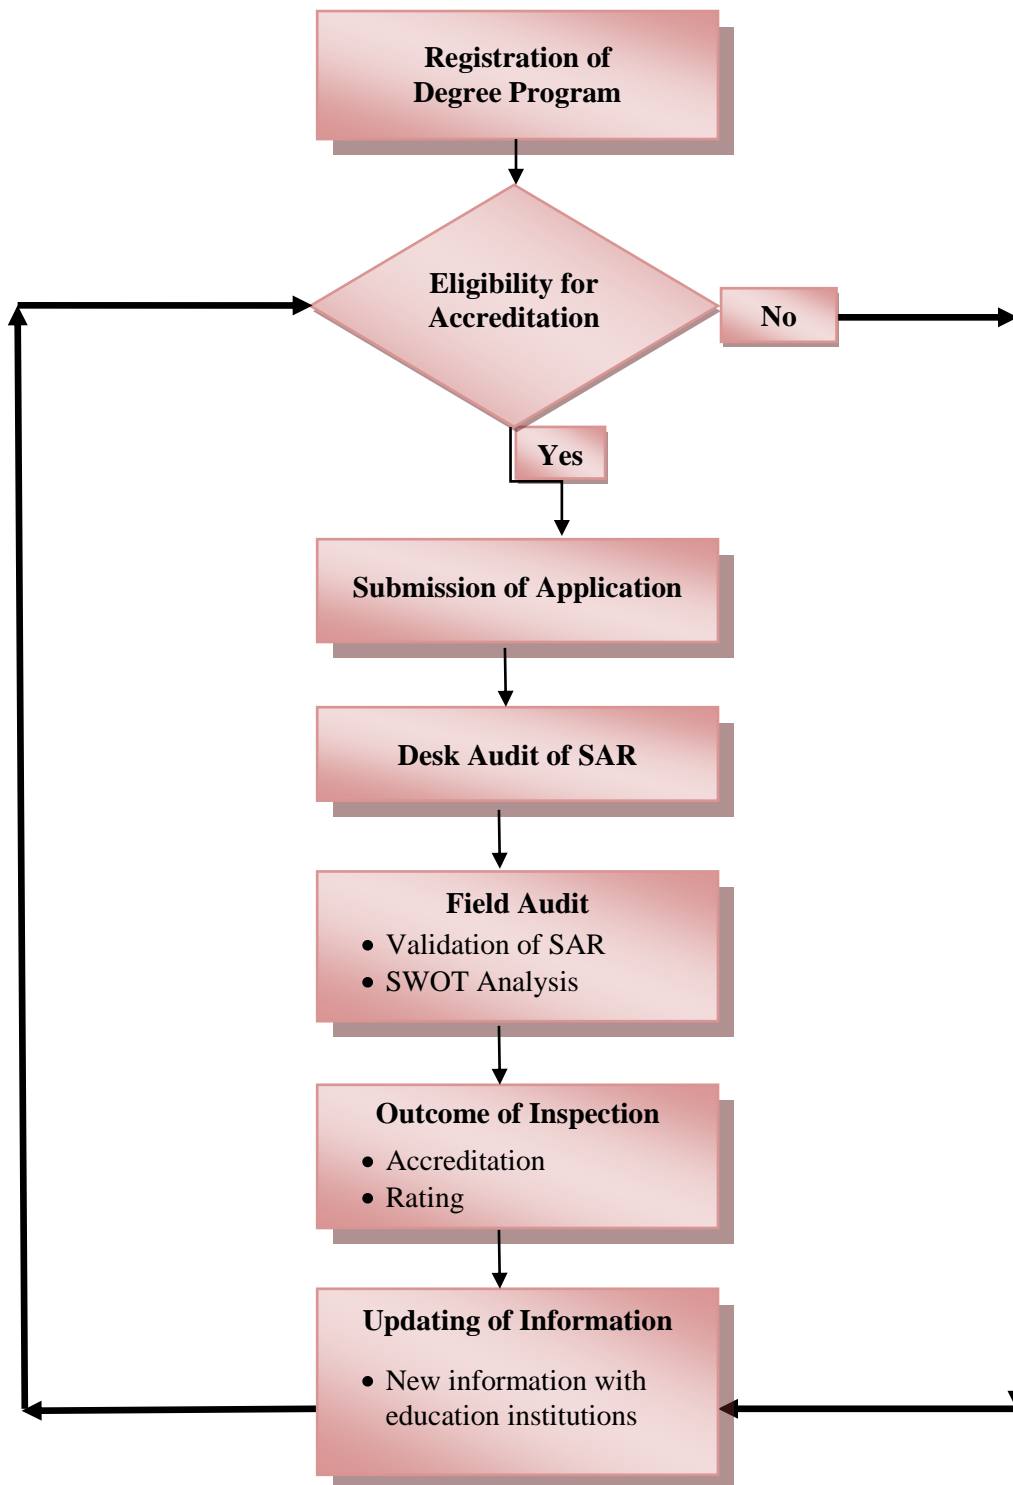 Registration of
Degree Program
Eligibility for
Accreditation
No
Yes
Submission of Application
Desk Audit of SAR
Field Audit
• Validation of SAR
• SWOT Analysis
Outcome of Inspection
• Accreditation
• Rating
Updating of Information
• New information with
education institutions